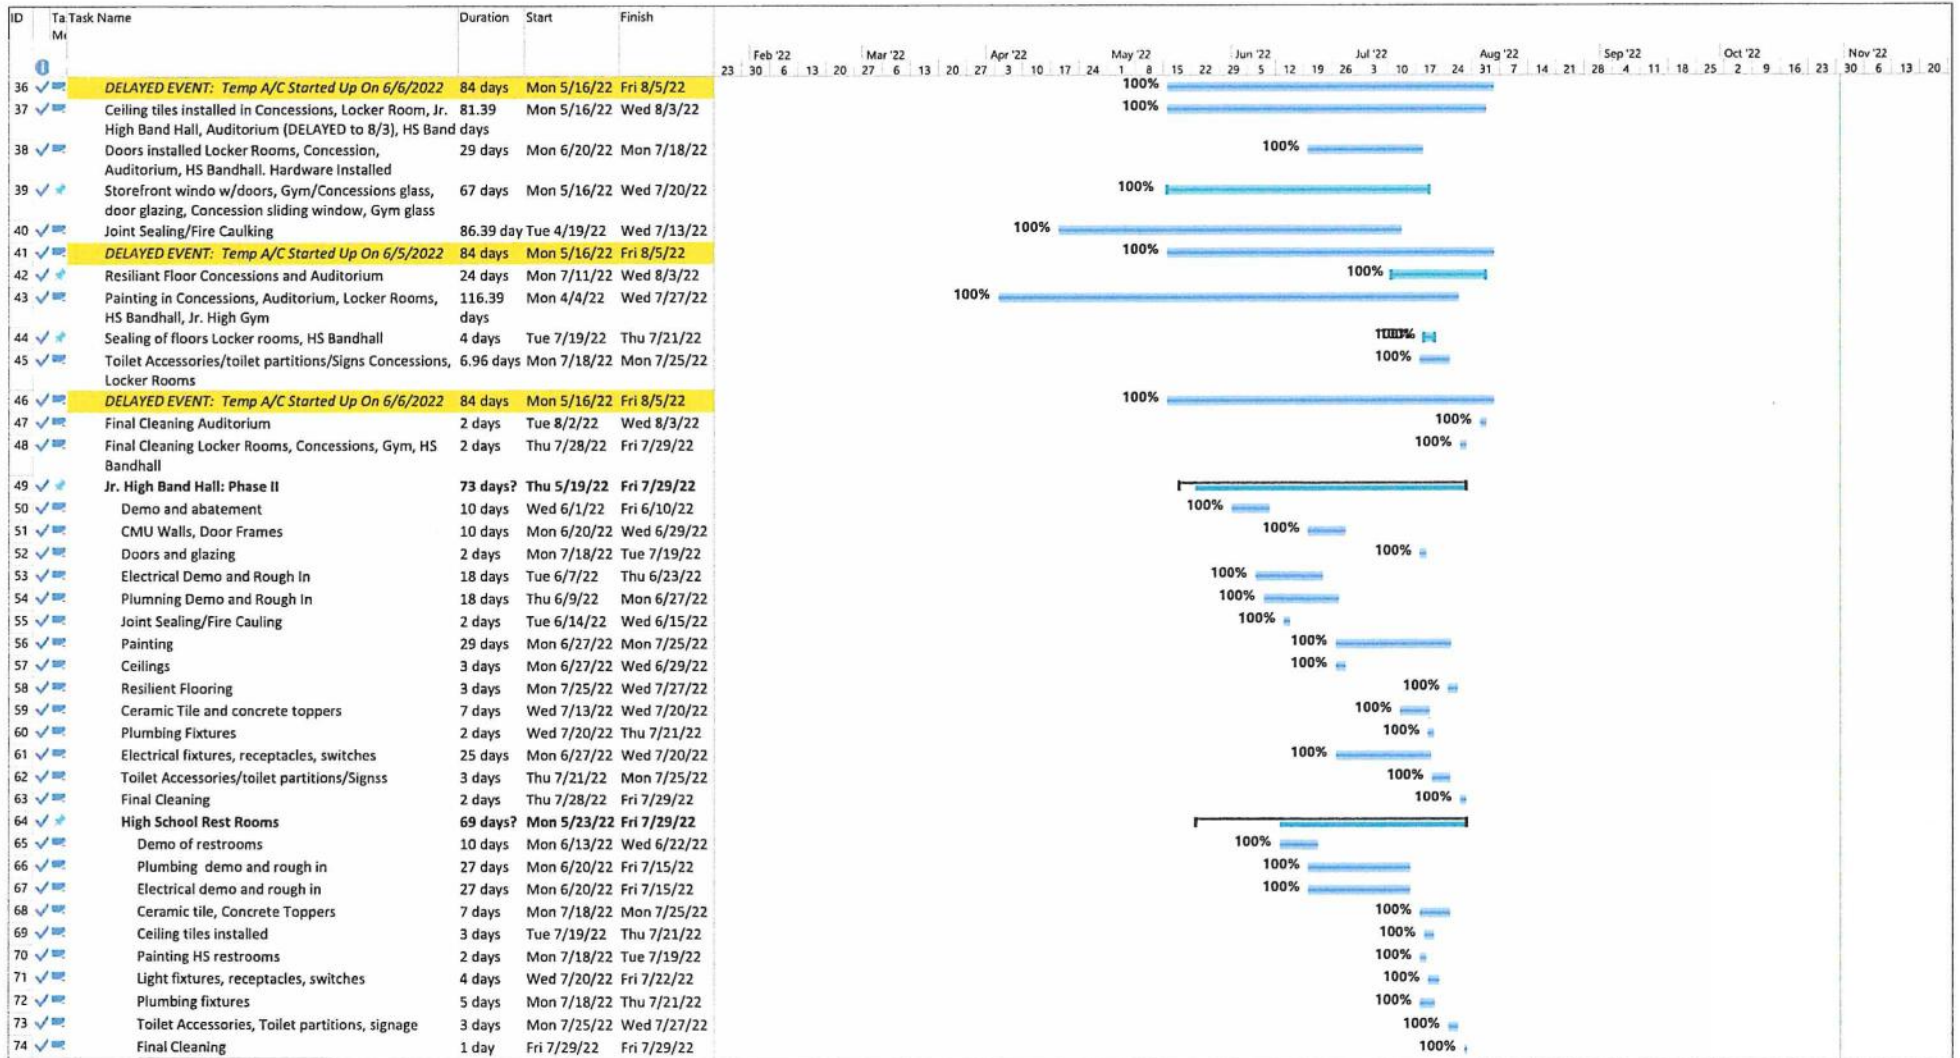 ID Ta Task Name Duration Start Finish
Mo
Feb '22 Mar '22 Apr '22 May '22 Jun '22 Jul '22 Aug '22 Sep '22 Oct '22 Nov '22
23 30 6 13 20 27 6 13 20 27 3 10 17 24 1 8 15 22 29 5 12 19 26 3 10 17 24 31 7 14 21 28 4 11 18 25 2 9 16 23 30 6 13 20
36 DELAYED EVENT: Temp A/C Started Up On 6/6/2022 84 days Mon 5/16/22 Fri 8/5/22 100%
37 Ceiling tiles installed in Concessions, Locker Room, Jr. 81.39 Mon 5/16/22 Wed 8/3/22 100%
High Band Hall, Auditorium (DELAYED to 8/3), HS Band days
38 Doors installed Locker Rooms, Concession, 29 days Mon 6/20/22 Mon 7/18/22 100%
Auditorium, HS Bandhall. Hardware Installed
39 Storefront windo w/doors, Gym/Concessions glass, 67 days Mon 5/16/22 Wed 7/20/22 100%
door glazing, Concession sliding window, Gym glass
40 Joint Sealing/Fire Caulking 86.39 day Tue 4/19/22 Wed 7/13/22 100%
41 DELAYED EVENT: Temp A/C Started Up On 6/5/2022 84 days Mon 5/16/22 Fri 8/5/22 100%
42 Resiliant Floor Concessions and Auditorium 24 days Mon 7/11/22 Wed 8/3/22 100%
43 Painting in Concessions, Auditorium, Locker Rooms, 116.39 Mon 4/4/22 Wed 7/27/22 100%
HS Bandhall, Jr. High Gym days
44 Sealing of floors Locker rooms, HS Bandhall 4 days Tue 7/19/22 Thu 7/21/22
45 Toilet Accessories/toilet partitions/Signs Concessions, 6.96 days Mon 7/18/22 Mon 7/25/22 100%
Locker Rooms
46 DELAYED EVENT: Temp A/C Started Up On 6/6/2022 84 days Mon 5/16/22 Fri 8/5/22 100%
47 Final Cleaning Auditorium 2 days Tue 8/2/22 Wed 8/3/22 100%
48 Final Cleaning Locker Rooms, Concessions, Gym, HS 2 days Thu 7/28/22 Fri 7/29/22 100%
Bandhall
49 Jr. High Band Hall: Phase II 73 days? Thu 5/19/22 Fri 7/29/22
50 Demo and abatement 10 days Wed 6/1/22 Fri 6/10/22 100%
51 CMU Walls, Door Frames 10 days Mon 6/20/22 Wed 6/29/22 100%
52 Doors and glazing 2 days Mon 7/18/22 Tue 7/19/22 100%
53 Electrical Demo and Rough In 18 days Tue 6/7/22 Thu 6/23/22 100%
54 Plumning Demo and Rough In 18 days Thu 6/9/22 Mon 6/27/22 100%
55 Joint Sealing/Fire Cauling 2 days Tue 6/14/22 Wed 6/15/22 100%
56 Painting 29 days Mon 6/27/22 Mon 7/25/22 100%
57 Ceilings 3 days Mon 6/27/22 Wed 6/29/22 100%
58 Resilient Flooring 3 days Mon 7/25/22 Wed 7/27/22 100%
59 Ceramic Tile and concrete toppers 7 days Wed 7/13/22 Wed 7/20/22 100%
60 Plumbing Fixtures 2 days Wed 7/20/22 Thu 7/21/22 100%
61 Electrical fixtures, receptacles, switches 25 days Mon 6/27/22 Wed 7/20/22 100%
62 Toilet Accessories/toilet partitions/Signss 3 days Thu 7/21/22 Mon 7/25/22 100%
63 Final Cleaning 2 days Thu 7/28/22 Fri 7/29/22 100%
64 High School Rest Rooms 69 days? Mon 5/23/22 Fri 7/29/22
65 Demo of restrooms 10 days Mon 6/13/22 Wed 6/22/22 100%
66 Plumbing demo and rough in 27 days Mon 6/20/22 Fri 7/15/22 100%
67 Electrical demo and rough in 27 days Mon 6/20/22 Fri 7/15/22 100%
68 Ceramic tile, Concrete Toppers 7 days Mon 7/18/22 Mon 7/25/22 100%
69 Ceiling tiles installed 3 days Tue 7/19/22 Thu 7/21/22 100%
70 Painting HS restrooms 2 days Mon 7/18/22 Tue 7/19/22 100%
71 Light fixtures, receptacles, switches 4 days Wed 7/20/22 Fri 7/22/22 100%
72 Plumbing fixtures 5 days Mon 7/18/22 Thu 7/21/22 100%
73 Toilet Accessories, Toilet partitions, signage 3 days Mon 7/25/22 Wed 7/27/22 100%
74 Final Cleaning 1 day Fri 7/29/22 Fri 7/29/22 100%